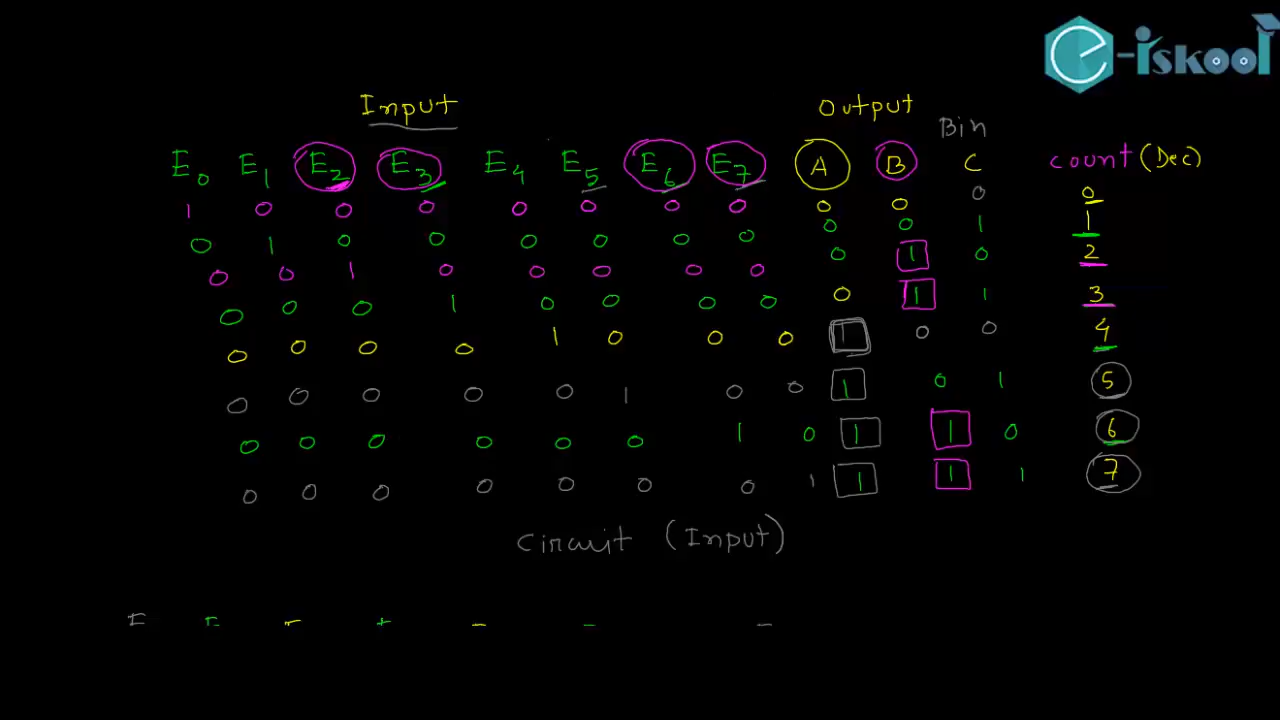 e-iskool
Input Output
Bin
E0 E1 E2 E3 E4 E5 E6 E7 A B C count (Dec)
1 0 0 0 0 0 0 0 0 0 0 0
0 1 0 0 0 0 0 0 0 0 1 1
0 0 1 0 0 0 0 0 0 1 0 2
0 0 0 1 0 0 0 0 0 1 1 3
0 0 0 0 1 0 0 0 1 0 0 4
0 0 0 0 0 1 0 0 1 0 1 5
0 0 0 0 0 0 1 0 1 1 0 6
0 0 0 0 0 0 0 1 1 1 1 7
Circuit (Input)